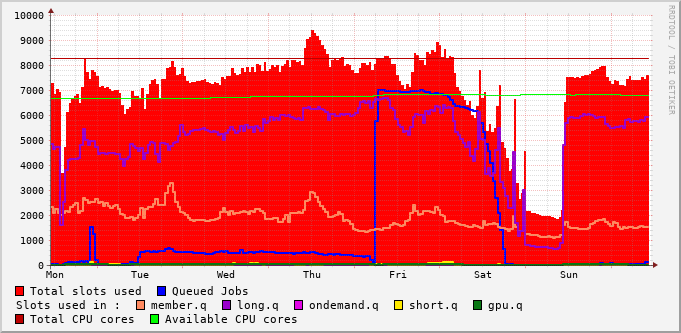 RRDTOOL / TOBI OETIKER
10000
9000
8000
7000
6000
5000
4000
3000
2000
1000
0
Mon Tue Wed Thu Fri Sat Sun
Total slots used Queued Jobs
Slots used in : member.q long.q ondemand.q short.q gpu.q
Total CPU cores Available CPU cores